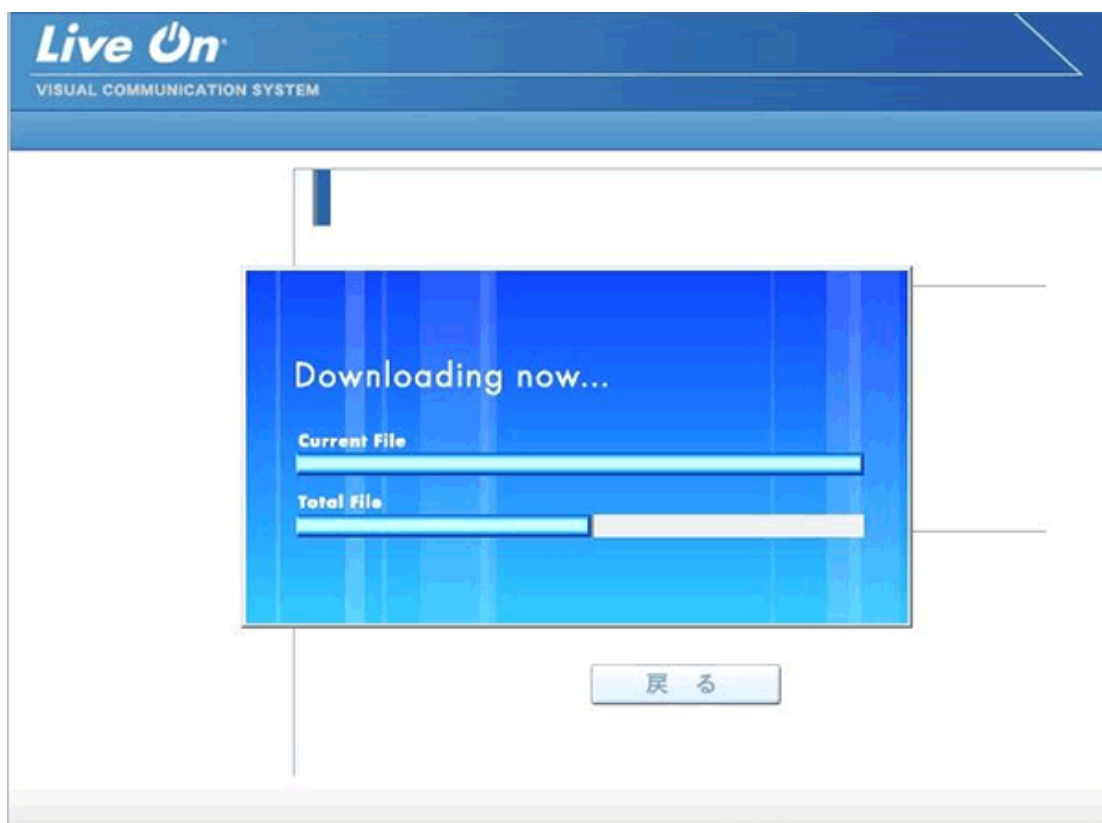 Live On
VISUAL COMMUNICATION SYSTEM
Downloading now...
Current File
Total File
戻 る